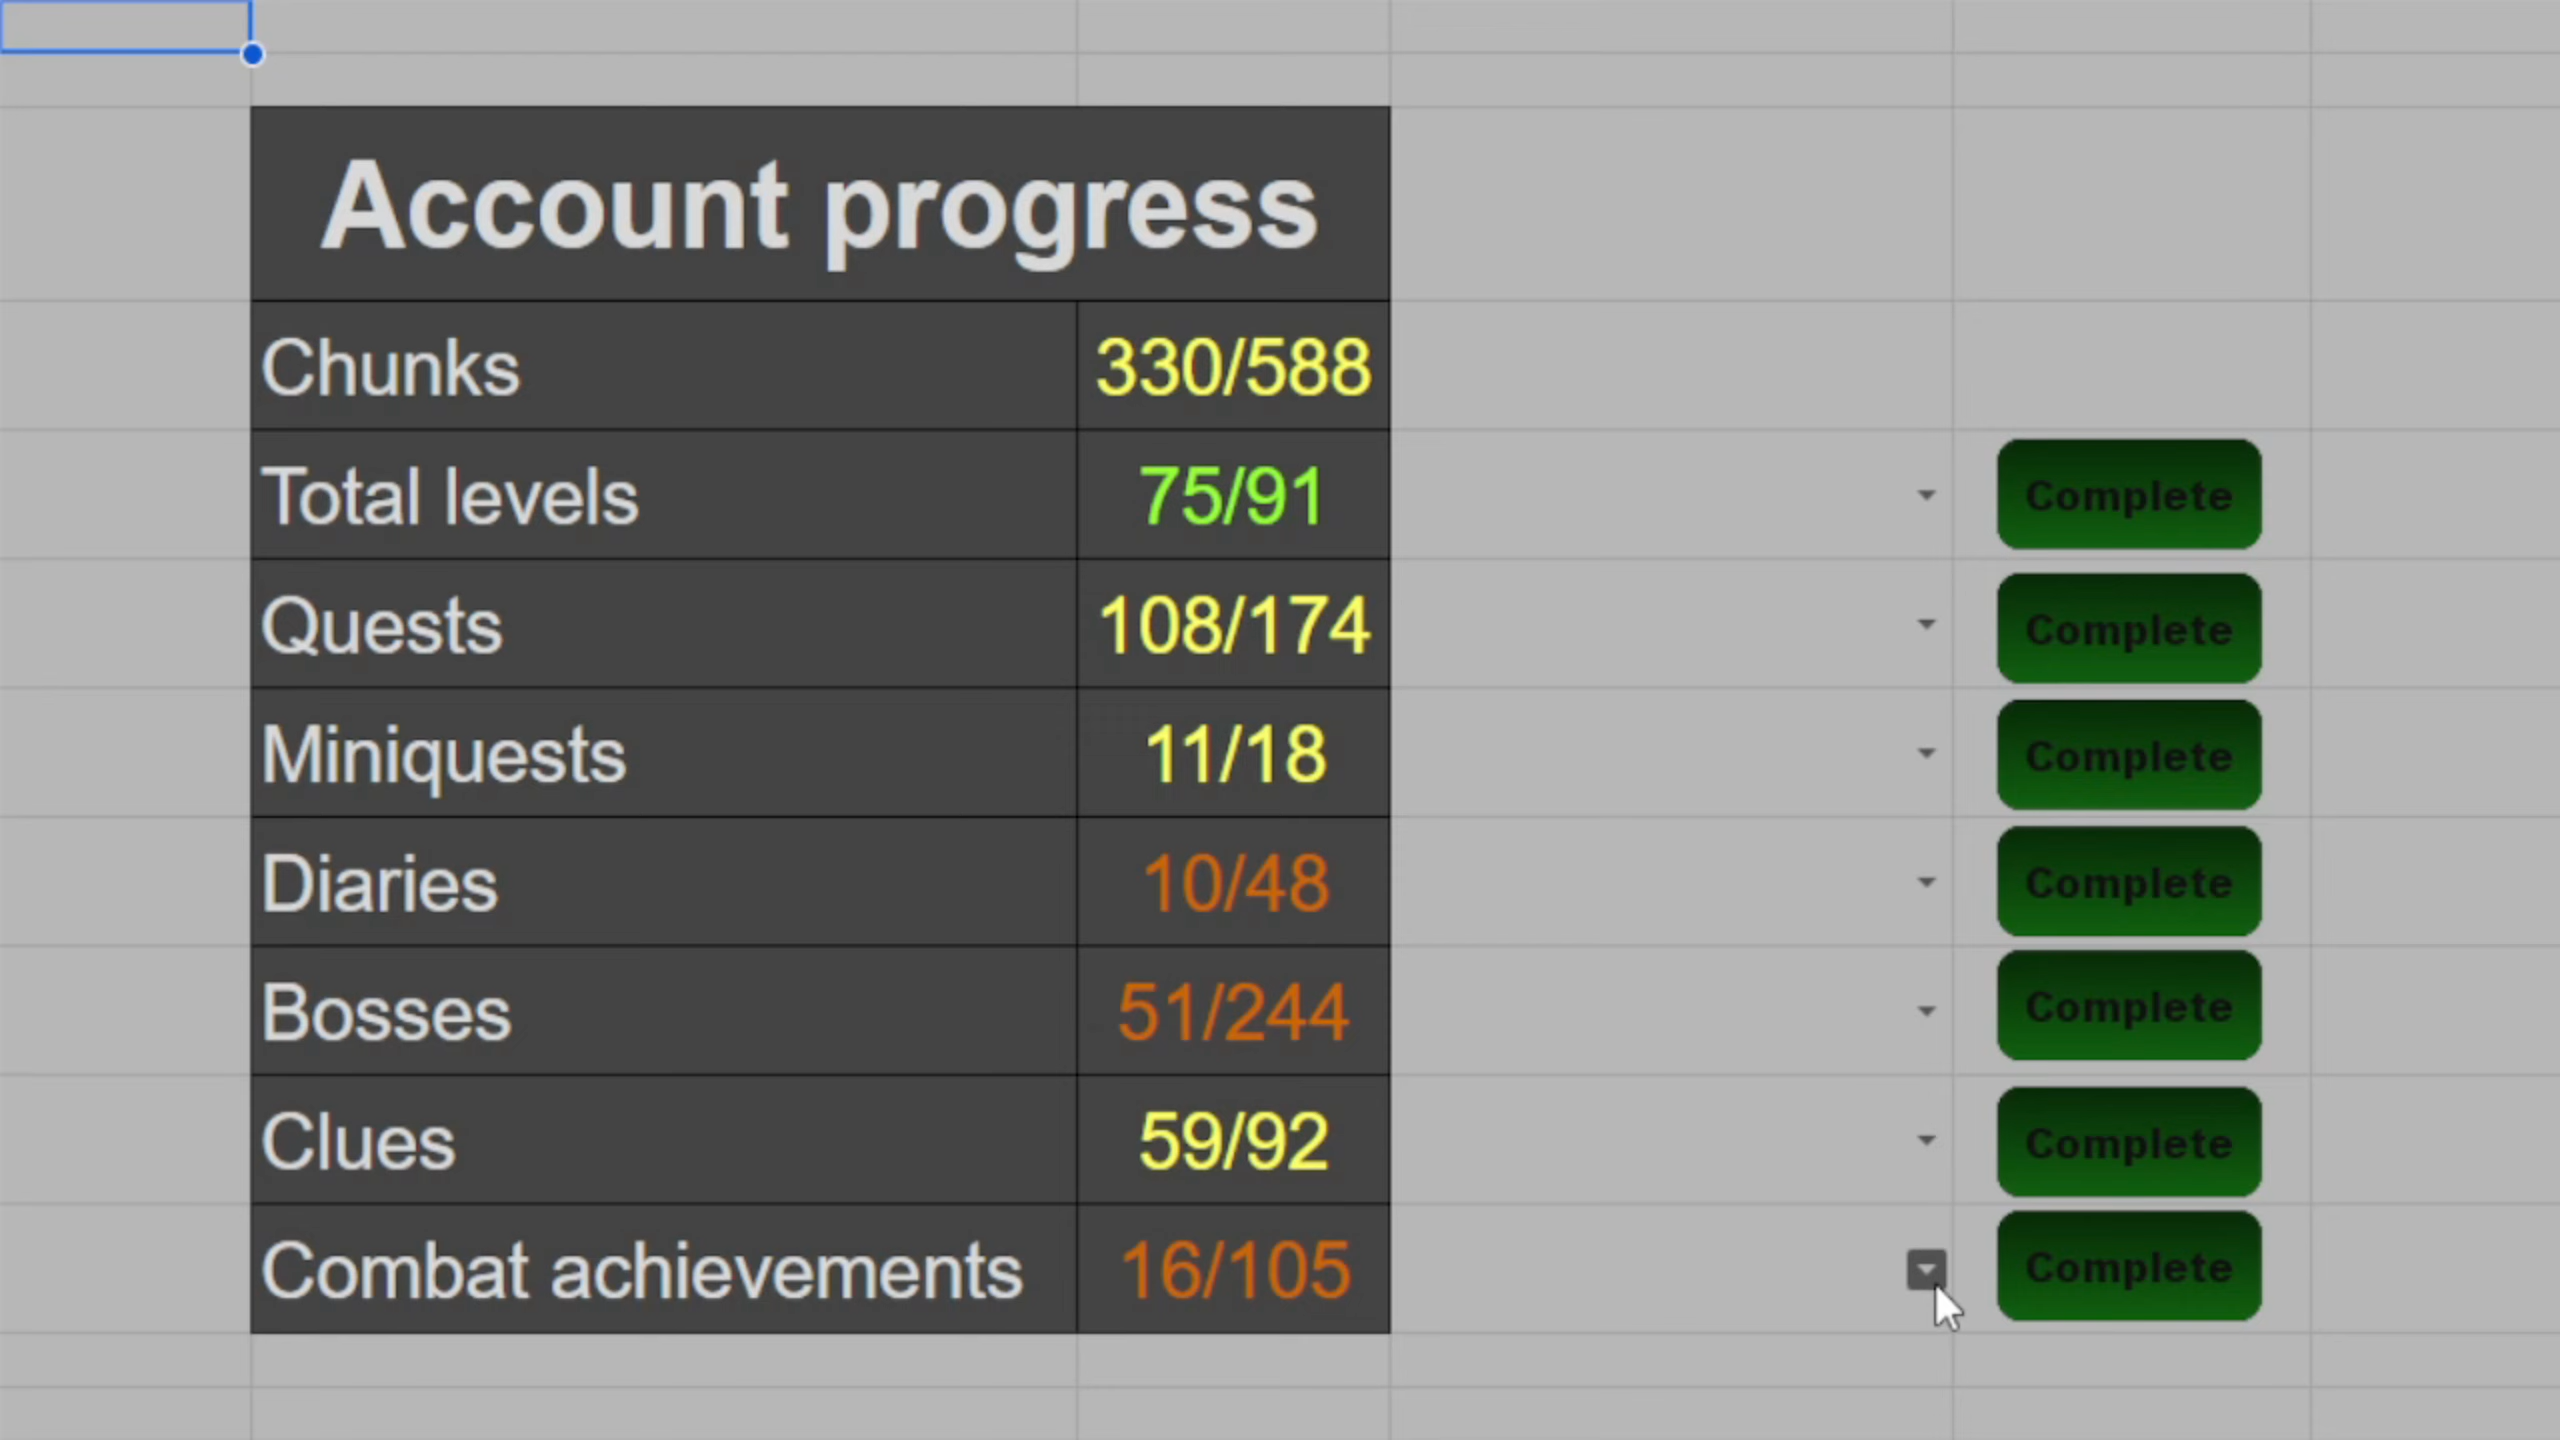 Account progress
Chunks 330/588
Total levels 75/91 Complete
Quests 108/174 Complete
Miniquests 11/18 Complete
Diaries 10/48 Complete
Bosses 51/244 Complete
Clues 59/92 Complete
Combat achievements 16/105 Complete